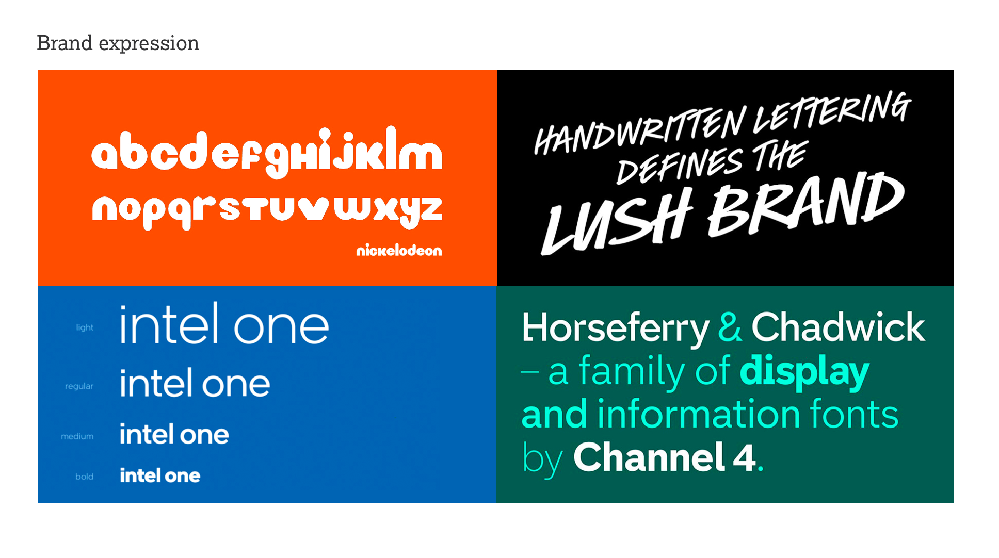 Brand expression
abcdefgHijklm
nopqrsTuvwxyz
nickelodeon
HANDWRITTEN LETTERING
DEFINES THE
LUSH BRAND
light
intel one
regular
intel one
medium
intel one
bold
intel one
Horseferry & Chadwick
– a family of display
and information fonts
by Channel 4.